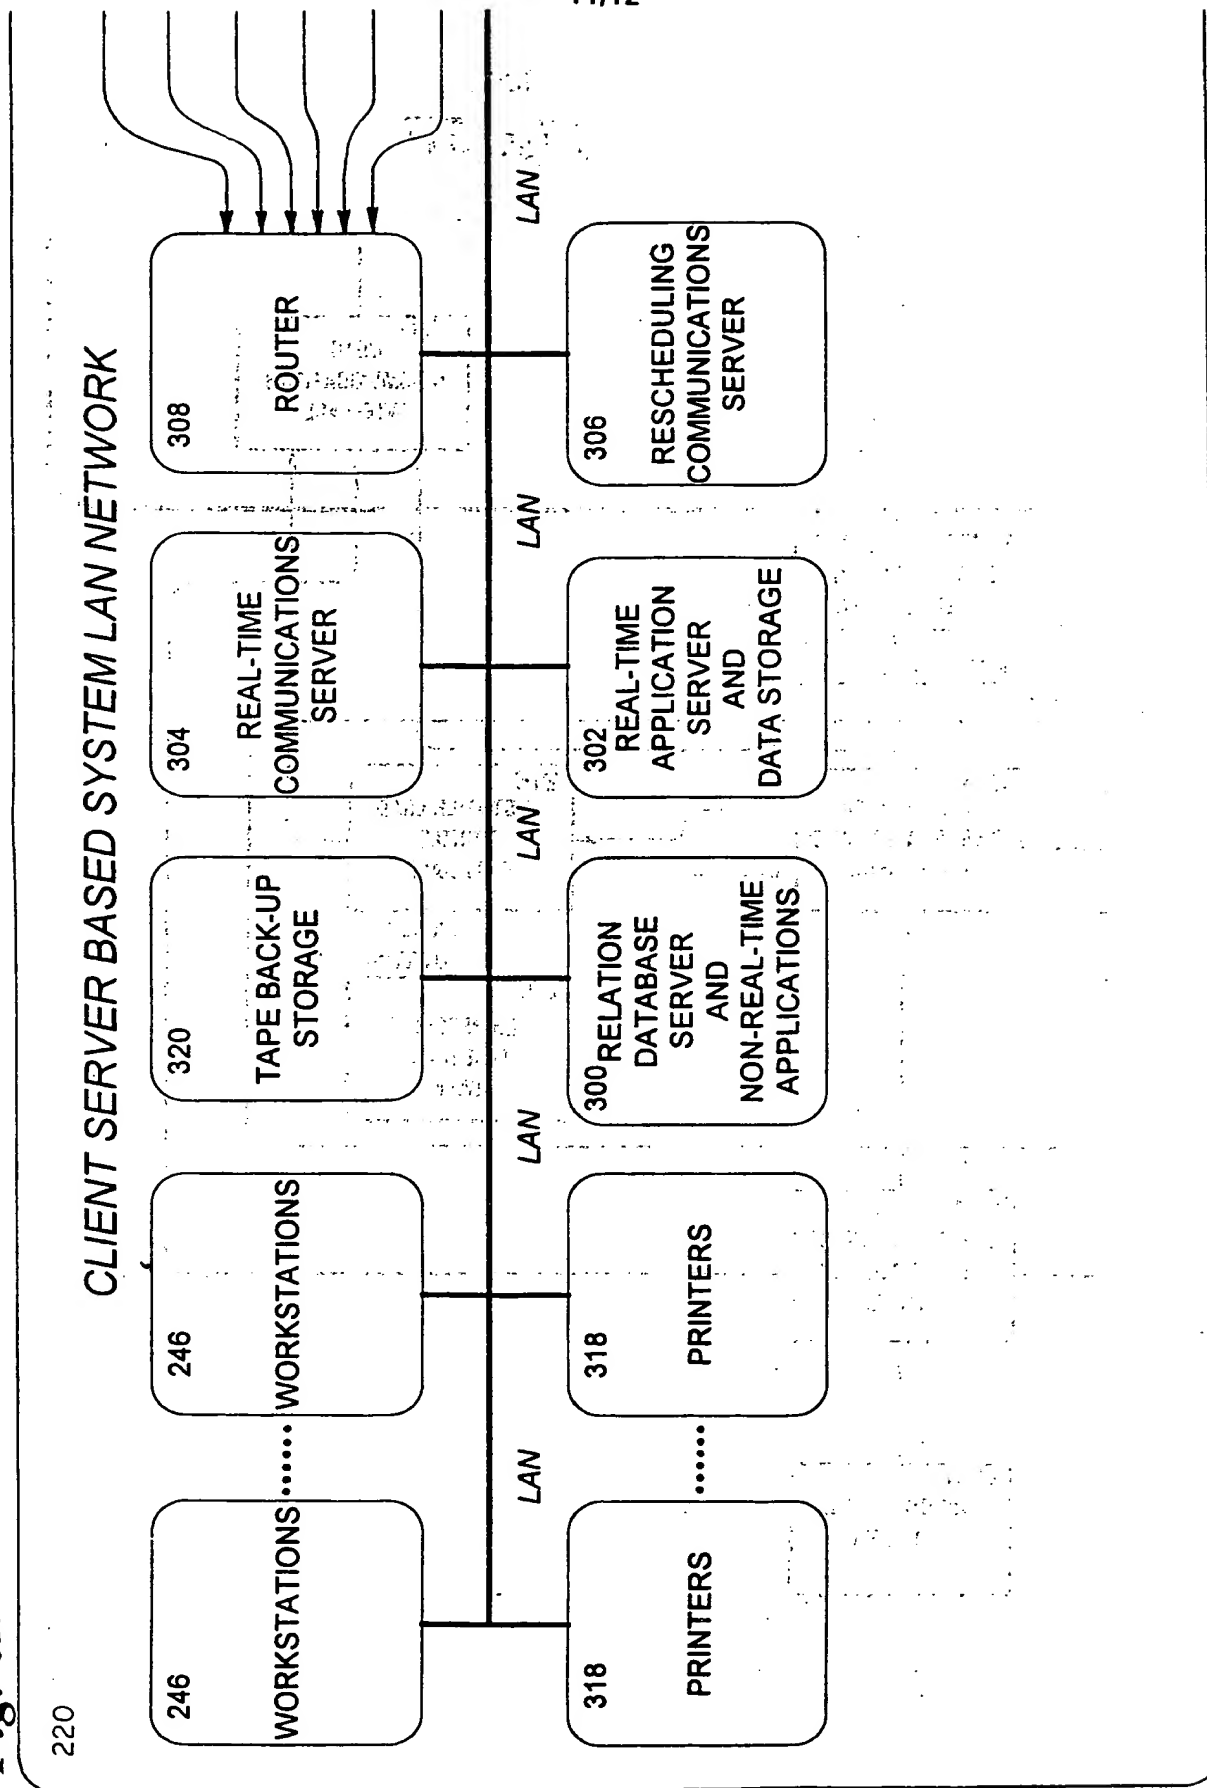 220
CLIENT SERVER BASED SYSTEM LAN NETWORK
246
WORKSTATIONS
......
246
WORKSTATIONS
320
TAPE BACK-UP
STORAGE
304
REAL-TIME
COMMUNICATIONS
SERVER
308
ROUTER
LAN
LAN
LAN
LAN
LAN
318
PRINTERS
......
318
PRINTERS
300
RELATION
DATABASE
SERVER
AND
NON-REAL-TIME
APPLICATIONS
302
REAL-TIME
APPLICATION
SERVER
AND
DATA STORAGE
306
RESCHEDULING
COMMUNICATIONS
SERVER